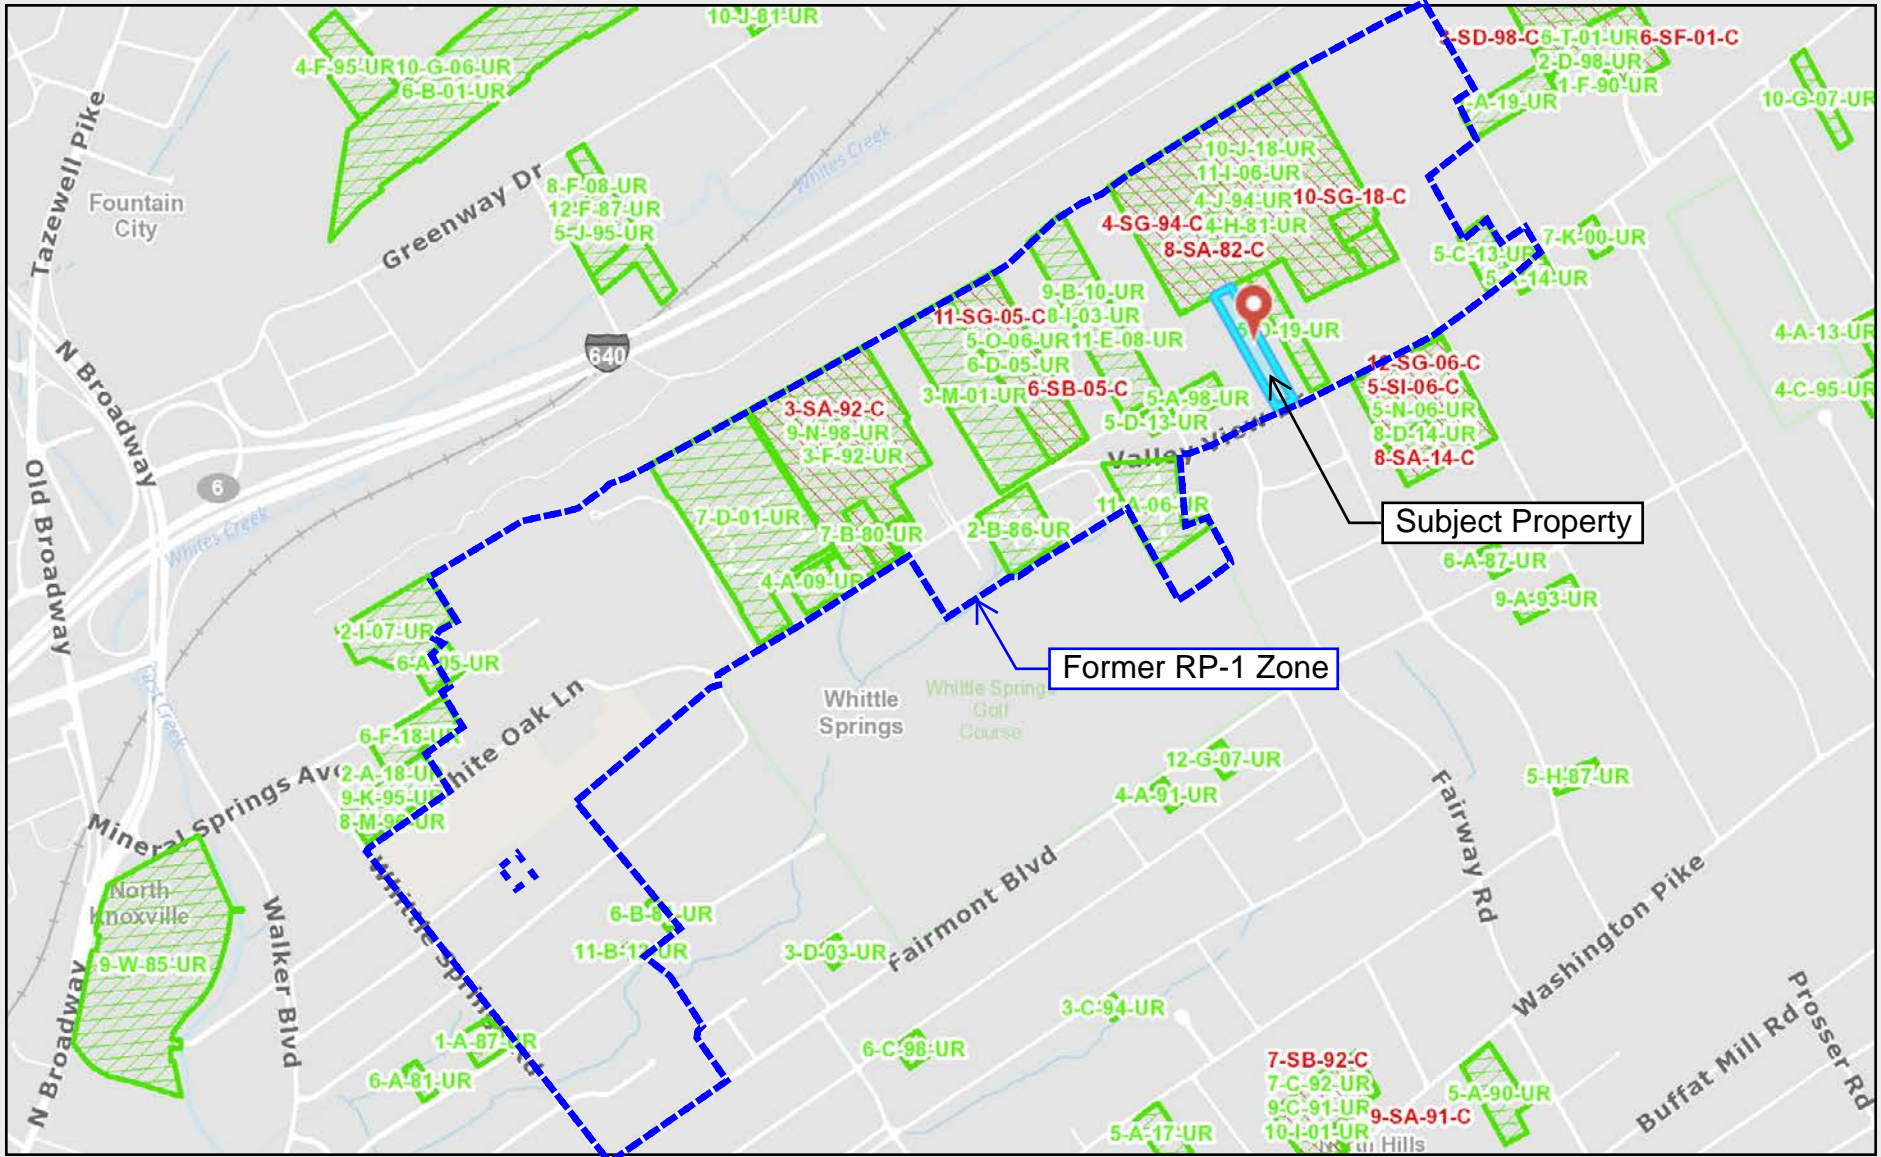 10-J-81-UR
3-SD-98-C
6-T-01-UR
6-SF-01-C
4-F-95-UR
10-G-06-UR
2-D-98-UR
6-B-01-UR
1-F-90-UR
-A-19-UR
10-G-07-UR
Tazewell Pike
Fountain
City
Greenway Dr
Whites Creek
8-F-08-UR
12-F-87-UR
5-J-95-UR
10-J-18-UR
11-I-06-UR
4-J-94-UR
10-SG-18-C
4-SG-94-C
4-H-81-UR
8-SA-82-C
7-K-00-UR
5-C-13-UR
5-A-14-UR
9-B-10-UR
11-SG-05-C
8-I-03-UR
5-O-06-UR
11-E-08-UR
6-D-05-UR
3-M-01-UR
6-SB-05-C
5-A-98-UR
5-D-13-UR
-19-UR
4-A-13-UR
4-C-95-UR
12-SG-06-C
5-SI-06-C
5-N-06-UR
8-D-14-UR
8-SA-14-C
N Broadway
640
Old Broadway
6
Whites Creek
3-SA-92-C
9-N-98-UR
3-F-92-UR
Valley View
7-D-01-UR
7-B-80-UR
2-B-86-UR
11-A-06-UR
Subject Property
4-A-09-UR
6-A-87-UR
9-A-93-UR
2-I-07-UR
6-A-05-UR
Former RP-1 Zone
First Creek
Whittle
Springs
Whittle Springs
Golf
Course
White Oak Ln
6-F-18-UR
2-A-18-UR
9-K-95-UR
8-M-96-UR
Mineral Springs Ave
12-G-07-UR
4-A-91-UR
5-H-87-UR
North
Knoxville
9-W-85-UR
Walker Blvd
Whittle Springs Rd
Fairmont Blvd
Fairway Rd
Washington Pike
11-B-12-UR
3-D-03-UR
3-C-94-UR
1-A-87-UR
6-A-81-UR
6-C-98-UR
N Broadway
7-SB-92-C
7-C-92-UR
9-C-91-UR
9-SA-91-C
10-I-01-UR
North Hills
5-A-90-UR
5-A-17-UR
Buffat Mill Rd
Prosser Rd